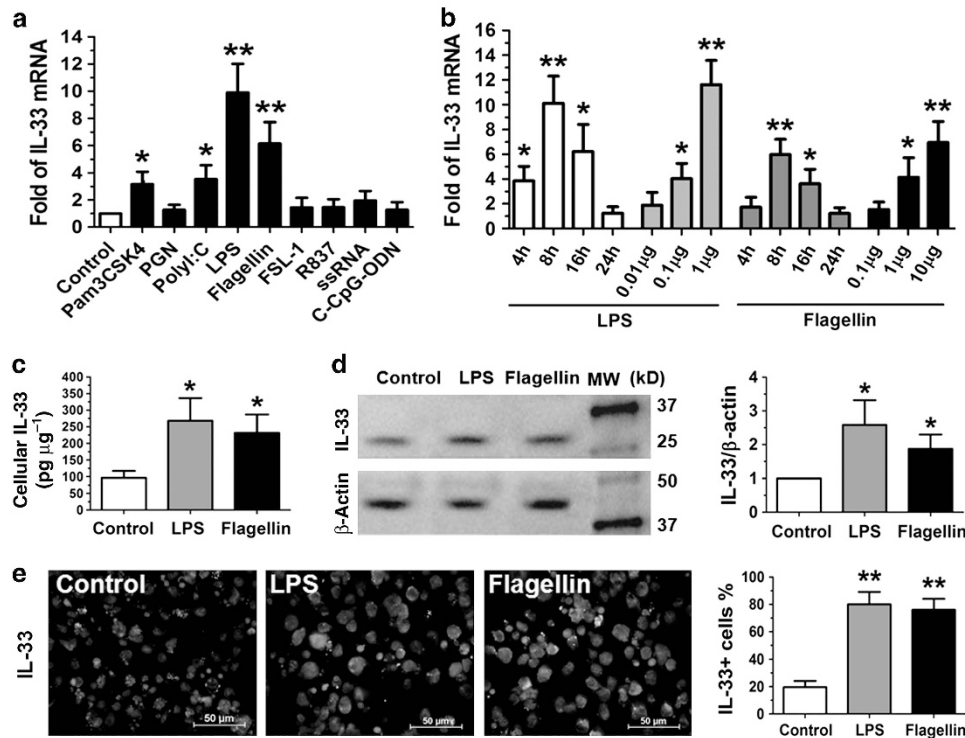 a
Fold of IL-33 mRNA
14
12
10
8
6
4
2
0
*
*
**
**
Control
Pam3CSK4
PGN
PolyI:C
LPS
Flagellin
FSL-1
R837
ssRNA
C-CpG-ODN
b
Fold of IL-33 mRNA
16
14
12
10
8
6
4
2
0
*
**
*
*
**
**
*
*
**
4h
8h
16h
24h
0.01µg
0.1µg
1µg
4h
8h
16h
24h
0.1µg
1µg
10µg
LPS
Flagellin
c
Cellular IL-33
(pg µg⁻¹)
400
350
300
250
200
150
100
50
0
*
*
Control LPS Flagellin
d
Control LPS Flagellin MW (kD)
IL-33
37
25
β-Actin
50
37
IL-33/β-actin
4
3
2
1
0
*
*
Control LPS Flagellin
e
IL-33
Control
50 µm
LPS
50 µm
Flagellin
50 µm
IL-33+ cells %
100
80
60
40
20
0
**
**
Control LPS Flagellin